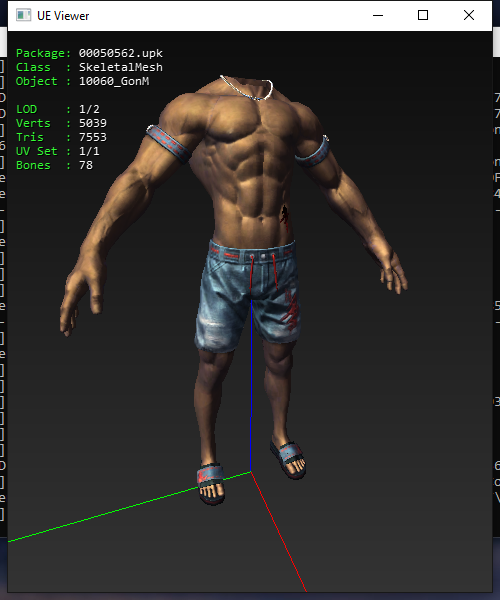 UE Viewer
Package: 00050562.upk
Class : SkeletalMesh
Object : 10060_GonM
LOD : 1/2
Verts : 5039
Tris : 7553
UV Set : 1/1
Bones : 78